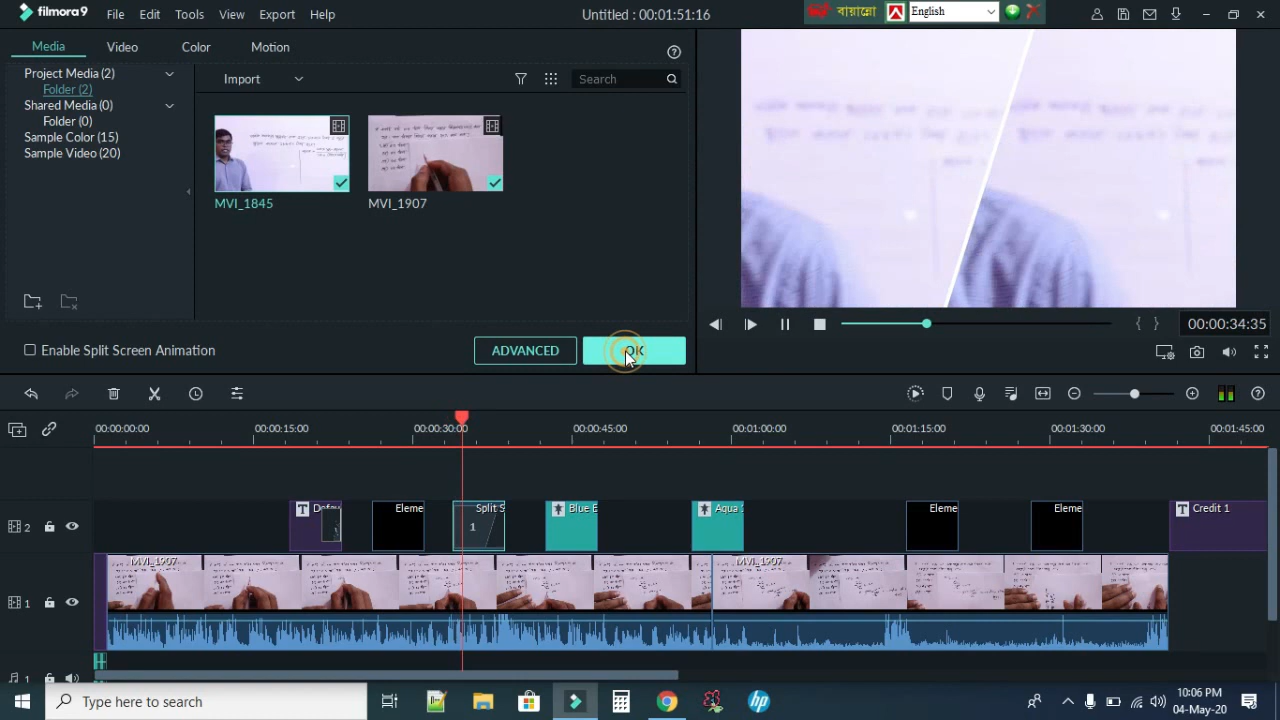 filmora9
File Edit Tools View Export Help
Untitled : 00:01:51:16
বায়ান্নো
English
Media Video Color Motion
Project Media (2)
Folder (2)
Shared Media (0)
Folder (0)
Sample Color (15)
Sample Video (20)
Import
Search
MVI_1845
MVI_1907
Enable Split Screen Animation
ADVANCED
OK
00:00:34:35
00:00:00:00
00:00:15:00
00:00:30:00
00:00:45:00
00:01:00:00
00:01:15:00
00:01:30:00
00:01:45:00
2
Eleme
1
Split S
Blue E
Aqua
Eleme
Eleme
Credit 1
1
MVI_1907
MVI_1907
1
Type here to search
10:06 PM
04-May-20